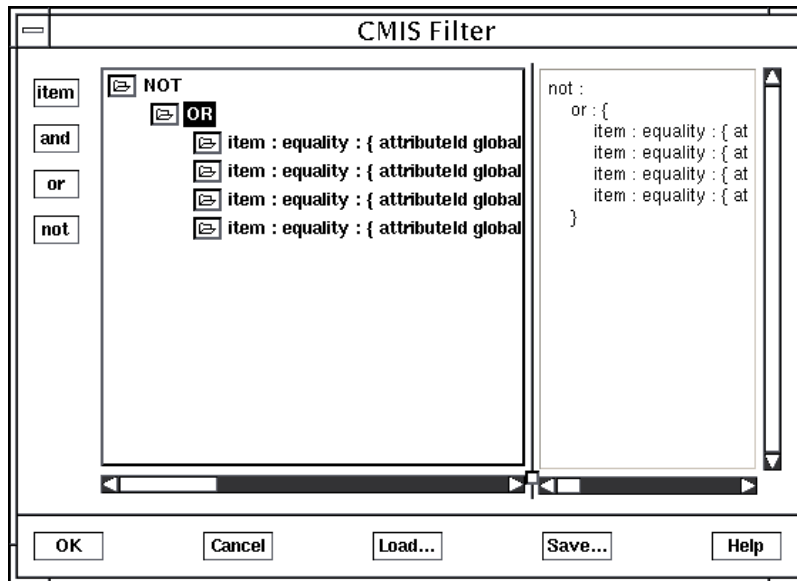 CMIS Filter
item
and
or
not
NOT
OR
item : equality : { attributeId global
item : equality : { attributeId global
item : equality : { attributeId global
item : equality : { attributeId global
not :
or : {
item : equality : { at
item : equality : { at
item : equality : { at
item : equality : { at
}
OK
Cancel
Load...
Save...
Help